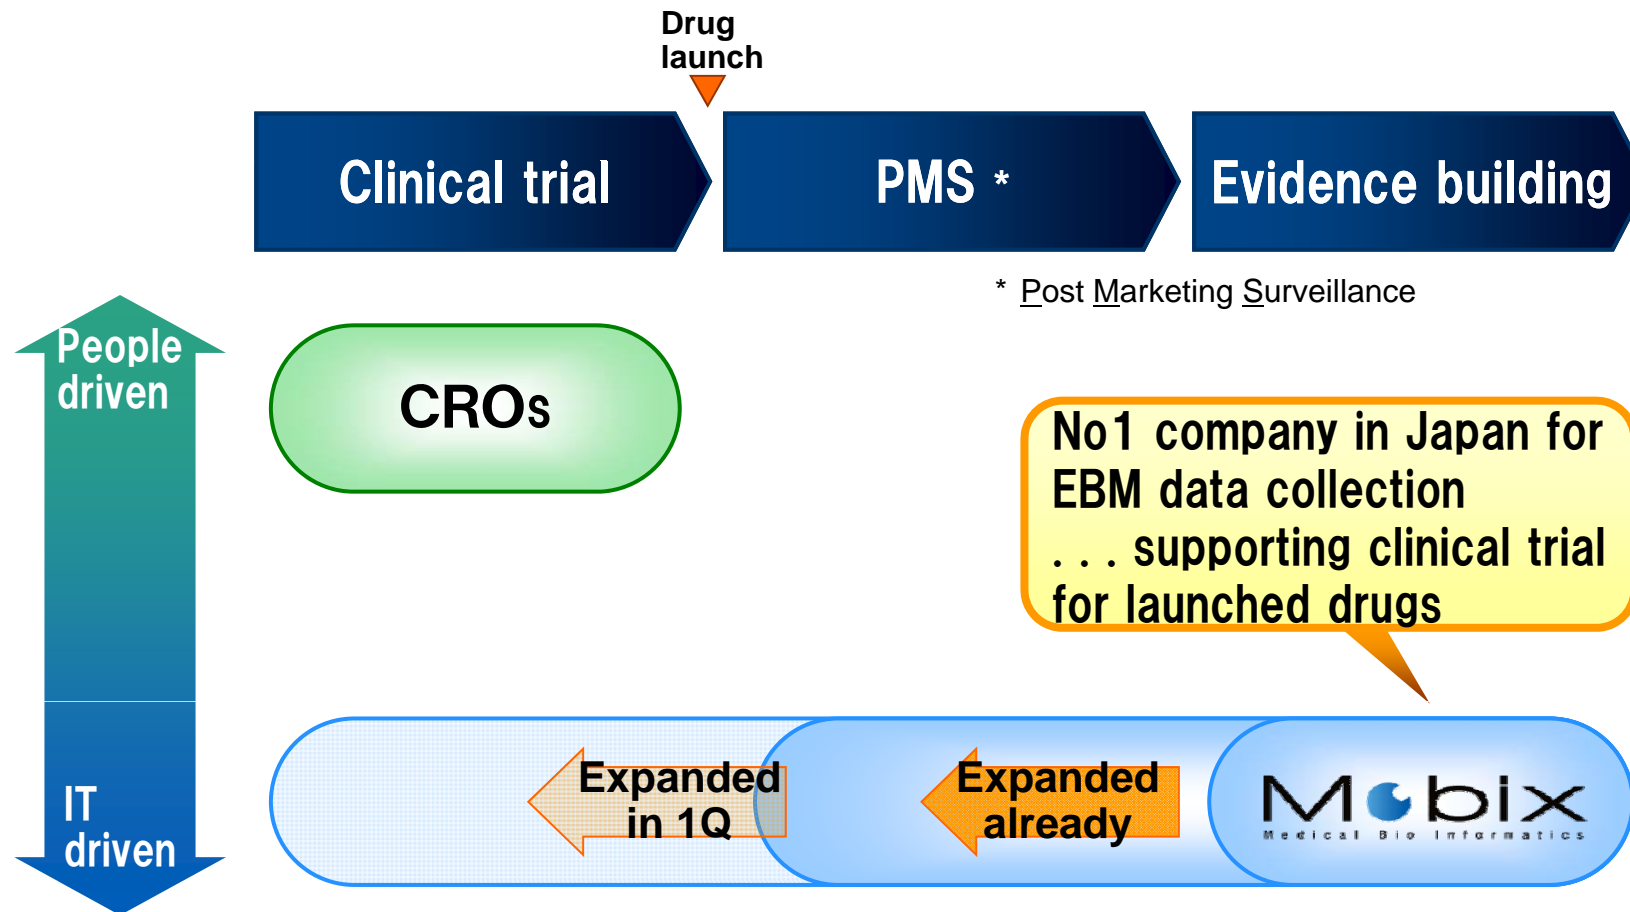 Drug
launch
Clinical trial
PMS *
Evidence building
* Post Marketing Surveillance
People
driven
CROs
No1 company in Japan for
EBM data collection
. . . supporting clinical trial
for launched drugs
IT
driven
Expanded
in 1Q
Expanded
already
Mobix
Medical Bio Informatics